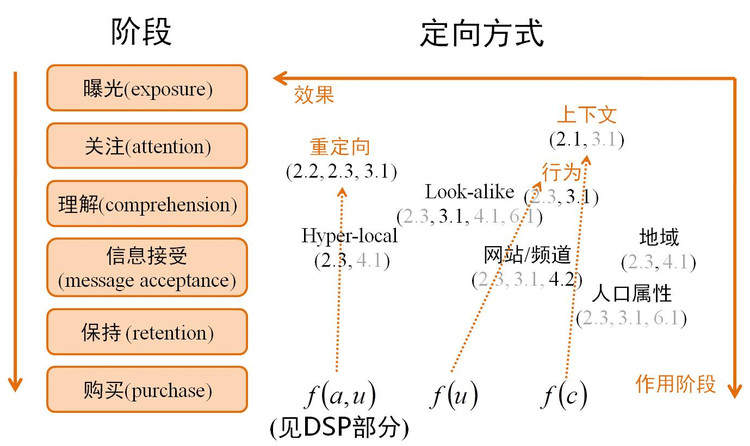 阶段
定向方式
曝光(exposure)
关注(attention)
理解(comprehension)
信息接受
(message acceptance)
保持 (retention)
购买(purchase)
效果
上下文
(2.1, 3.1)
重定向
(2.2, 2.3, 3.1)
行为
(2.3, 3.1)
Look-alike
(2.3, 3.1, 4.1, 6.1)
Hyper-local
(2.3, 4.1)
网站/频道
(2.3, 3.1, 4.2)
地域
(2.3, 4.1)
人口属性
(2.3, 3.1, 6.1)
作用阶段
f(a,u)
f(u)
f(c)
(见DSP部分)